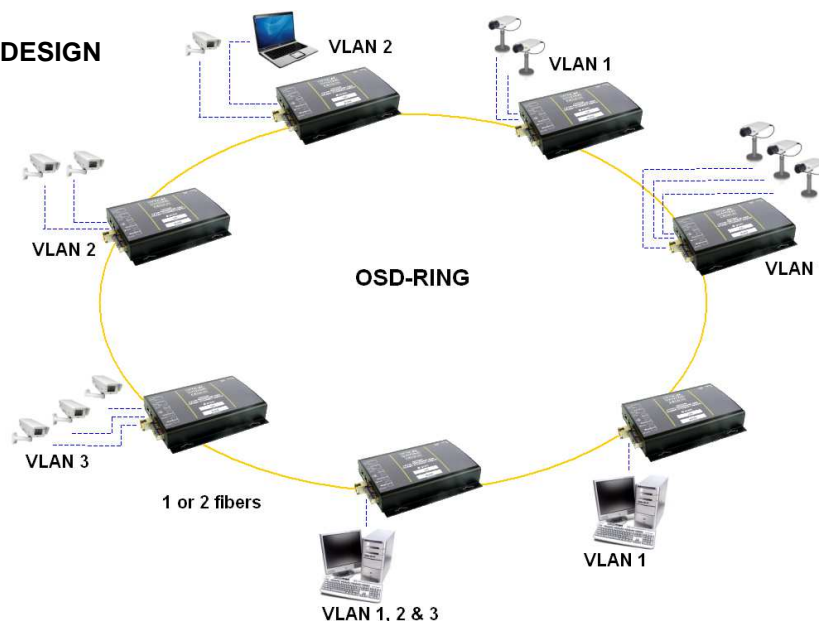 DESIGN
VLAN 2
VLAN 1
VLAN 2
VLAN
OSD-RING
VLAN 3
1 or 2 fibers
VLAN 1
VLAN 1, 2 & 3